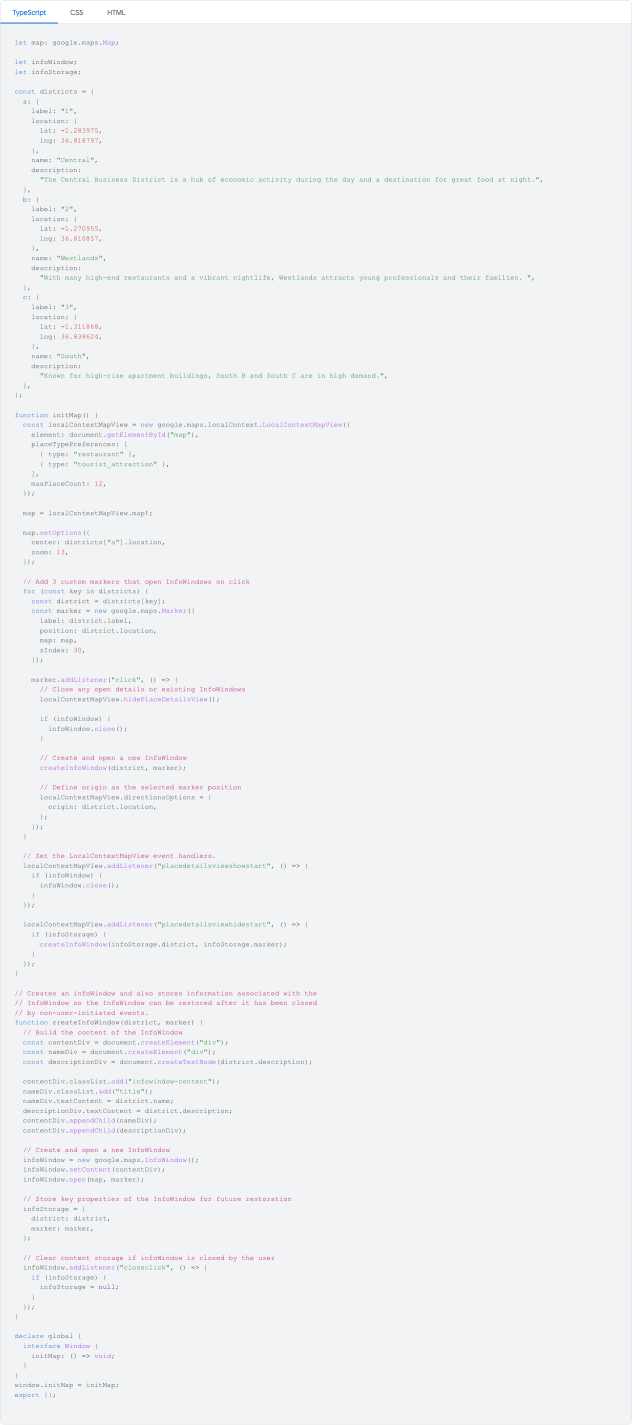 TypeScript CSS HTML
let map: google.maps.Map;
let infoWindow;
let infoStorage;
const districts = {
a: {
label: "1",
location: {
lat: -1.283975,
lng: 36.818797,
},
name: "Central",
description:
"The Central Business District is a hub of economic activity during the day and a destination for great food at night.",
},
b: {
label: "2",
location: {
lat: -1.270955,
lng: 36.810857,
},
name: "Westlands",
description:
"With many high-end restaurants and a vibrant nightlife, Westlands attracts young professionals and their families. ",
},
c: {
label: "3",
location: {
lat: -1.311868,
lng: 36.838624,
},
name: "South",
description:
"Known for high-rise apartment buildings, South B and South C are in high demand.",
},
};
function initMap() {
const localContextMapView = new google.maps.localContext.LocalContextMapView({
element: document.getElementById("map"),
placeTypePreferences: [
{ type: "restaurant" },
{ type: "tourist_attraction" },
],
maxPlaceCount: 12,
});
map = localContextMapView.map!;
map.setOptions({
center: districts["a"].location,
zoom: 13,
});
// Add 3 custom markers that open InfoWindows on click
for (const key in districts) {
const district = districts[key];
const marker = new google.maps.Marker({
label: district.label,
position: district.location,
map: map,
zIndex: 30,
});
marker.addListener("click", () => {
// Close any open details or existing InfoWindows
localContextMapView.hidePlaceDetailsView();
if (infoWindow) {
infoWindow.close();
}
// Create and open a new InfoWindow
createInfoWindow(district, marker);
// Define origin as the selected marker position
localContextMapView.directionsOptions = {
origin: district.location,
};
});
}
// Set the LocalContextMapView event handlers.
localContextMapView.addListener("placedetailsviewshowstart", () => {
if (infoWindow) {
infoWindow.close();
}
});
localContextMapView.addListener("placedetailsviewhidestart", () => {
if (infoStorage) {
createInfoWindow(infoStorage.district, infoStorage.marker);
}
});
}
// Creates an infoWindow and also stores information associated with the
// InfoWindow so the InfoWindow can be restored after it has been closed
// by non-user-initiated events.
function createInfoWindow(district, marker) {
// Build the content of the InfoWindow
const contentDiv = document.createElement("div");
const nameDiv = document.createElement("div");
const descriptionDiv = document.createTextNode(district.description);
contentDiv.classList.add("infowindow-content");
nameDiv.classList.add("title");
nameDiv.textContent = district.name;
descriptionDiv.textContent = district.description;
contentDiv.appendChild(nameDiv);
contentDiv.appendChild(descriptionDiv);
// Create and open a new InfoWindow
infoWindow = new google.maps.InfoWindow();
infoWindow.setContent(contentDiv);
infoWindow.open(map, marker);
// Store key properties of the InfoWindow for future restoration
infoStorage = {
district: district,
marker: marker,
};
// Clear content storage if infoWindow is closed by the user
infoWindow.addListener("closeclick", () => {
if (infoStorage) {
infoStorage = null;
}
});
}
declare global {
interface Window {
initMap: () => void;
}
}
window.initMap = initMap;
export {};